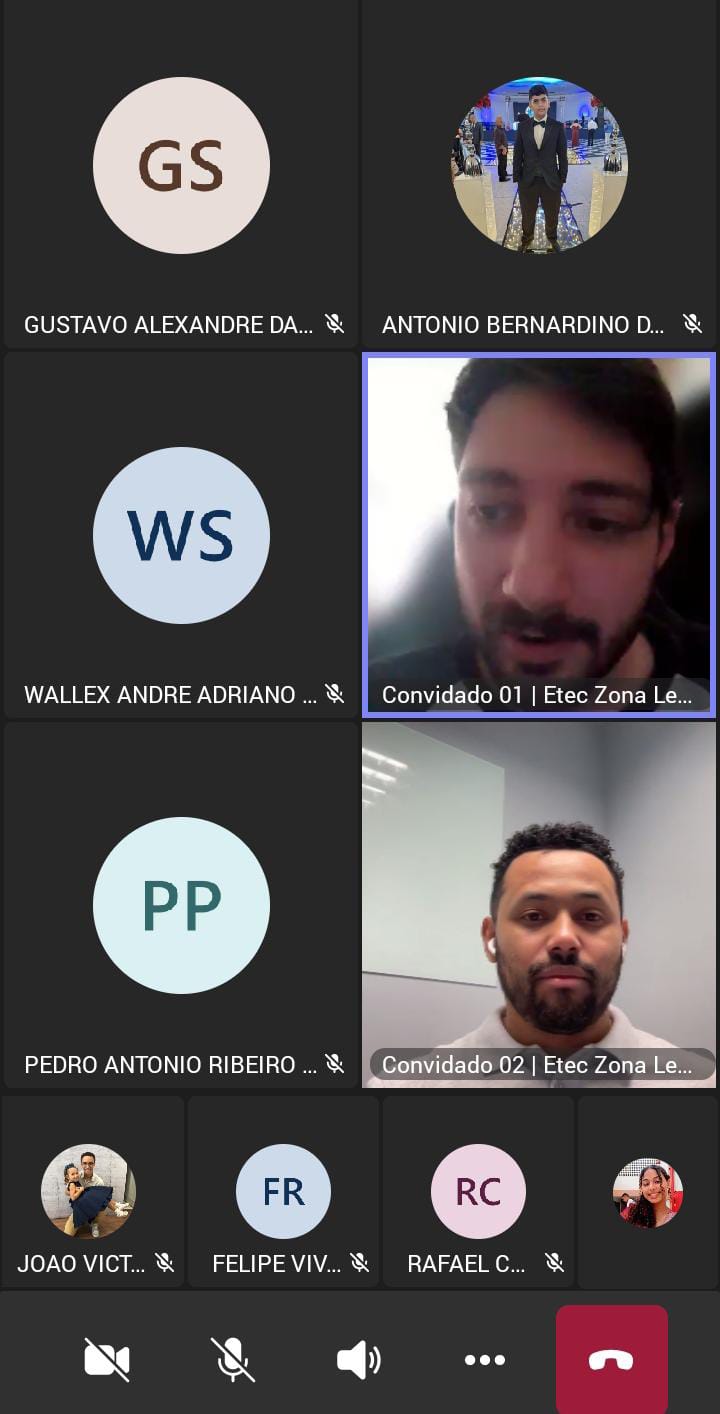 GS
GUSTAVO ALEXANDRE DA...
ANTONIO BERNARDINO D...
WS
WALLEX ANDRE ADRIANO ...
Convidado 01 | Etec Zona Le...
PP
PEDRO ANTONIO RIBEIRO ...
Convidado 02 | Etec Zona Le...
JOAO VICT...
FR
FELIPE VIV...
RC
RAFAEL C...